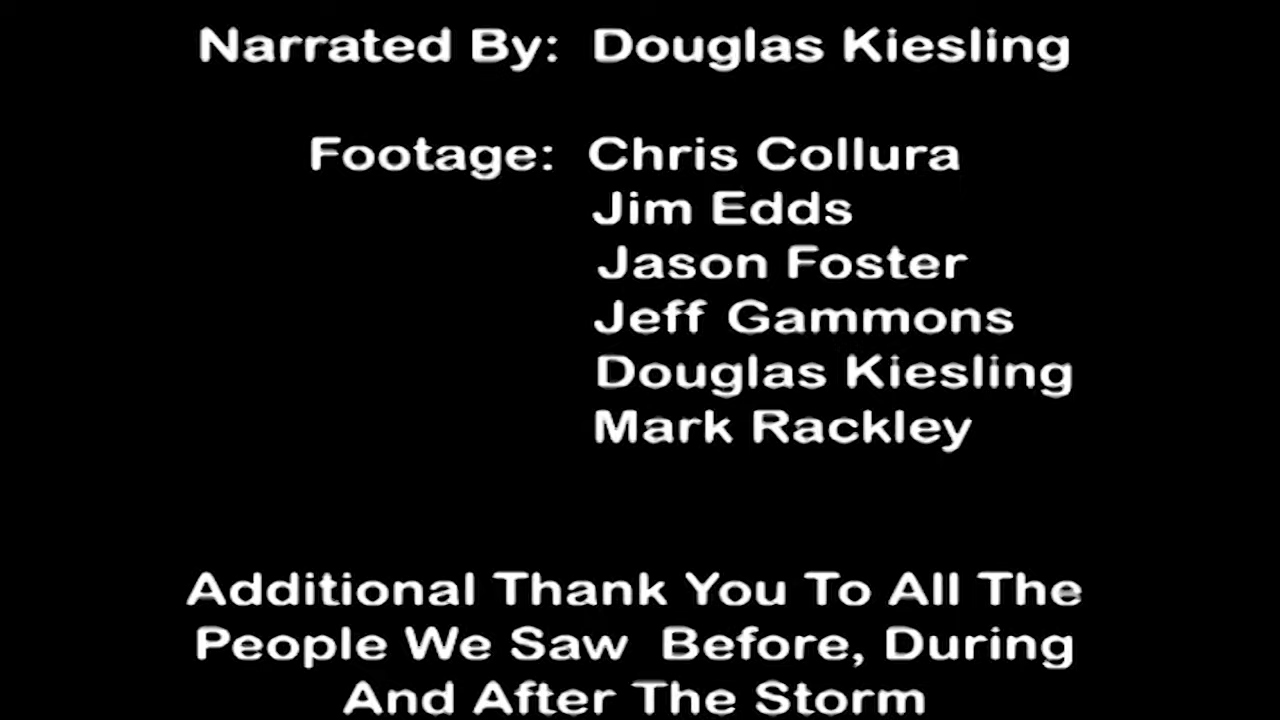 Narrated By: Douglas Kiesling
Footage: Chris Collura
Jim Edds
Jason Foster
Jeff Gammons
Douglas Kiesling
Mark Rackley
Additional Thank You To All The
People We Saw Before, During
And After The Storm